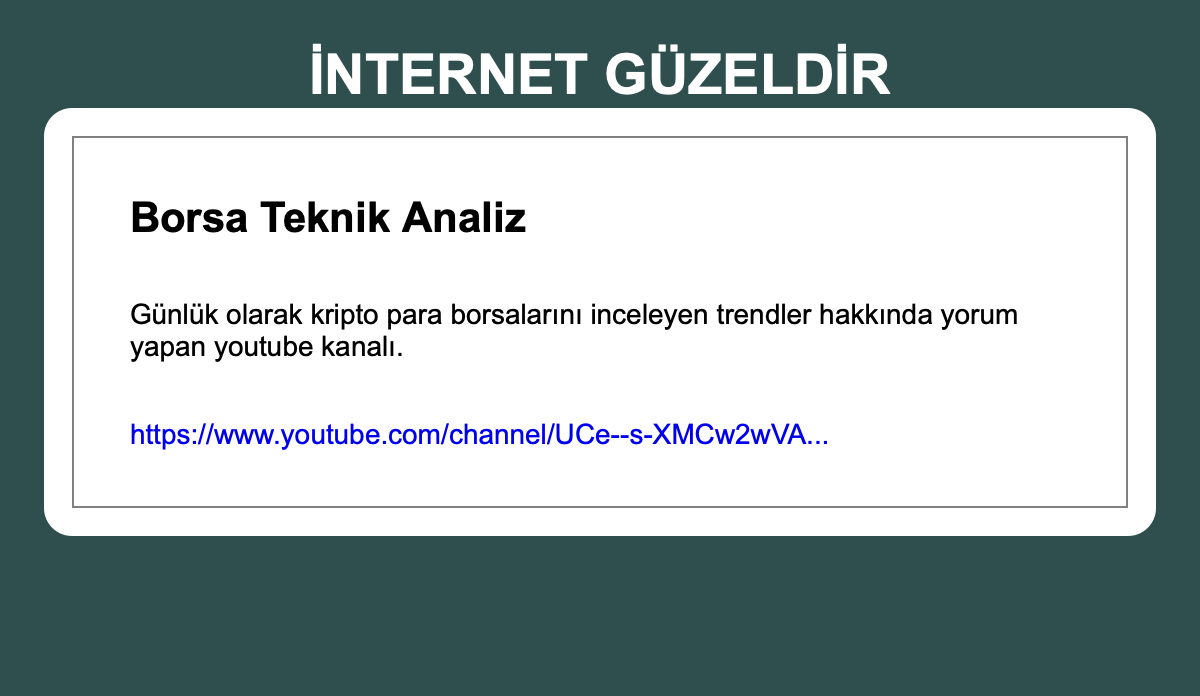 İNTERNET GÜZELDİR
Borsa Teknik Analiz
Günlük olarak kripto para borsalarını inceleyen trendler hakkında yorum
yapan youtube kanalı.
https://www.youtube.com/channel/UCe--s-XMCw2wVA...